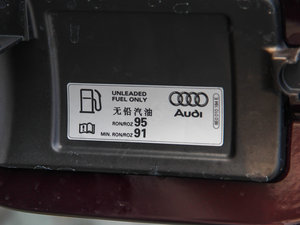 UNLEADED
FUEL ONLY
无铅汽油
RON/ROZ 95
MIN. RON/ROZ 91
Audi